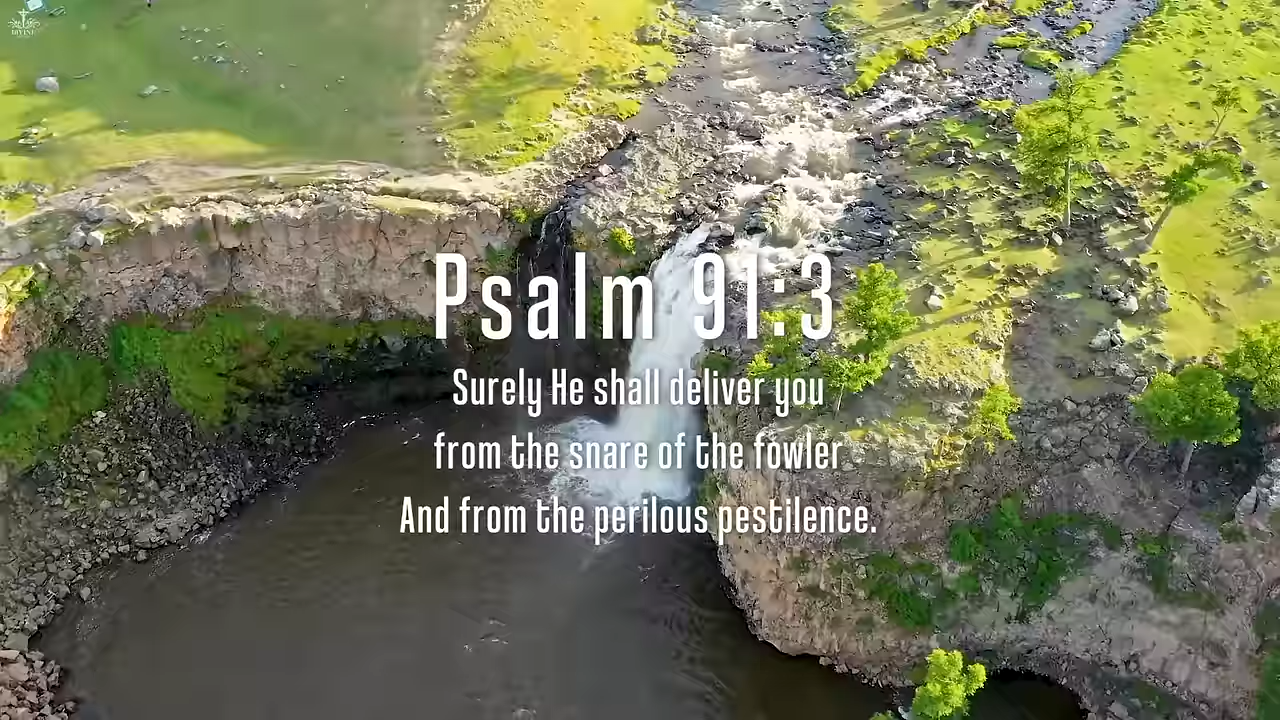 DIVINE
Psalm 91:3
Surely He shall deliver you
from the snare of the fowler
And from the perilous pestilence.